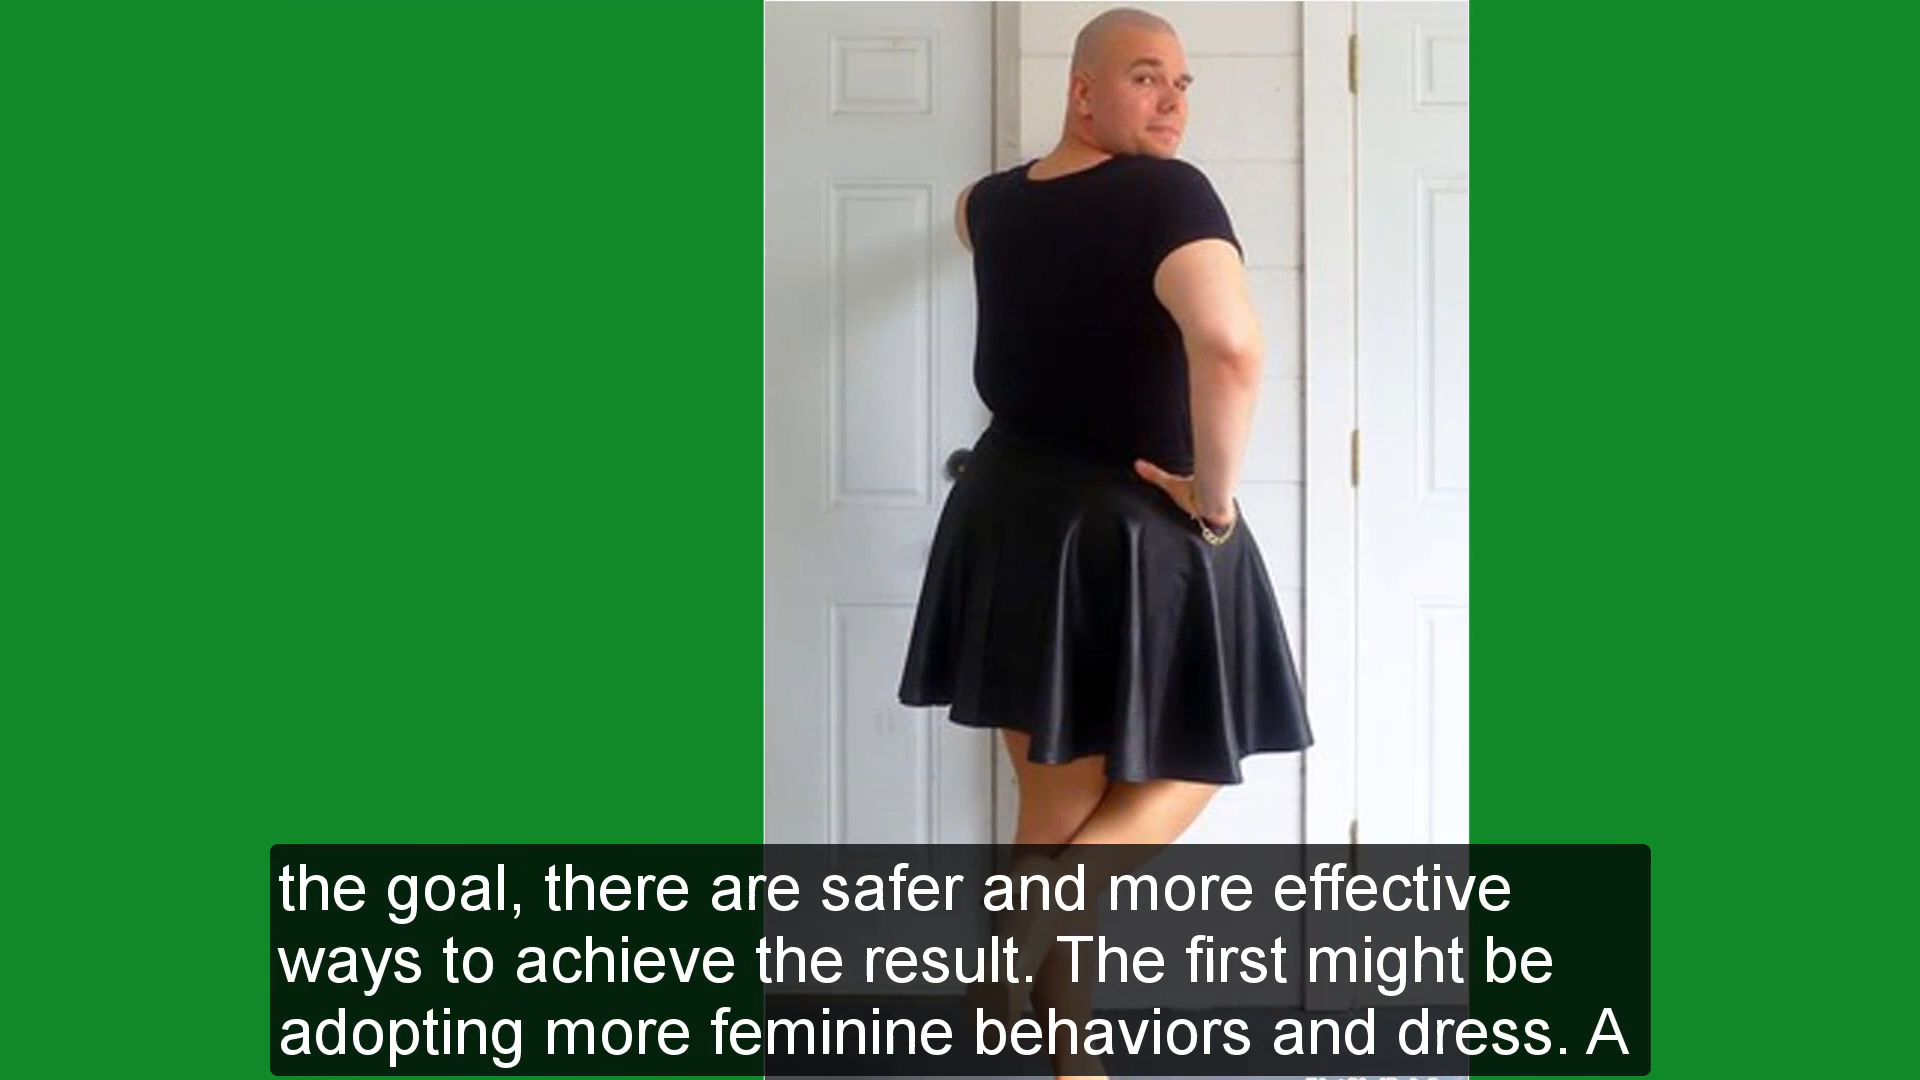 the goal, there are safer and more effective
ways to achieve the result. The first might be
adopting more feminine behaviors and dress. A